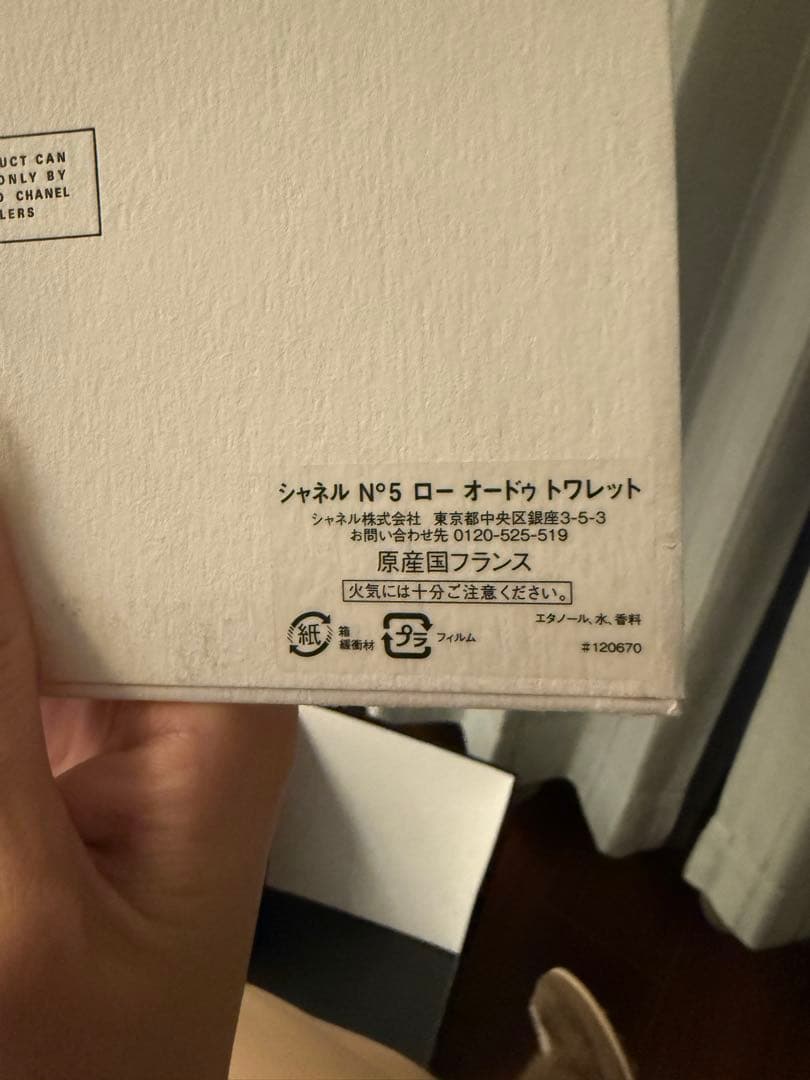 UCT CAN
ONLY BY
CHANEL
LERS
シャネル N°5 ロー オードゥ トワレット
シャネル株式会社 東京都中央区銀座3-5-3
お問い合わせ先 0120-525-519
原産国フランス
火気には十分ご注意ください。
エタノール、水、香料
紙 箱 緩衝材 プラ フィルム
#120670